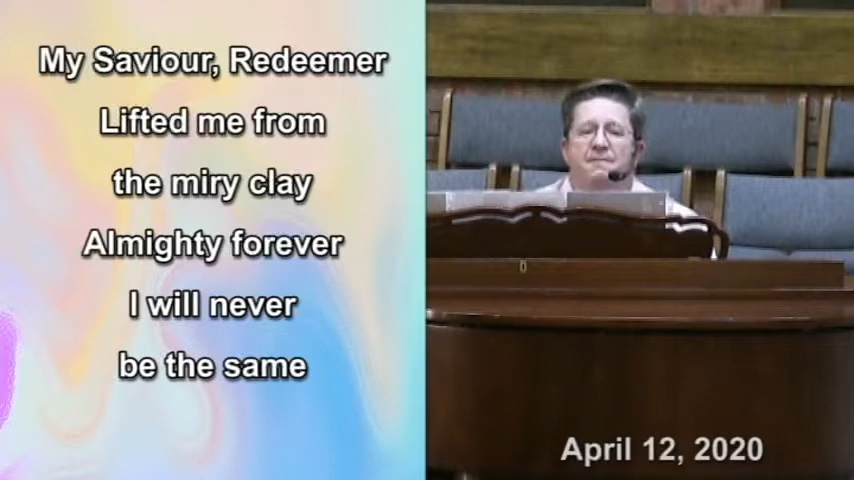 My Saviour, Redeemer
Lifted me from
the miry clay
Almighty forever
I will never
be the same
April 12, 2020